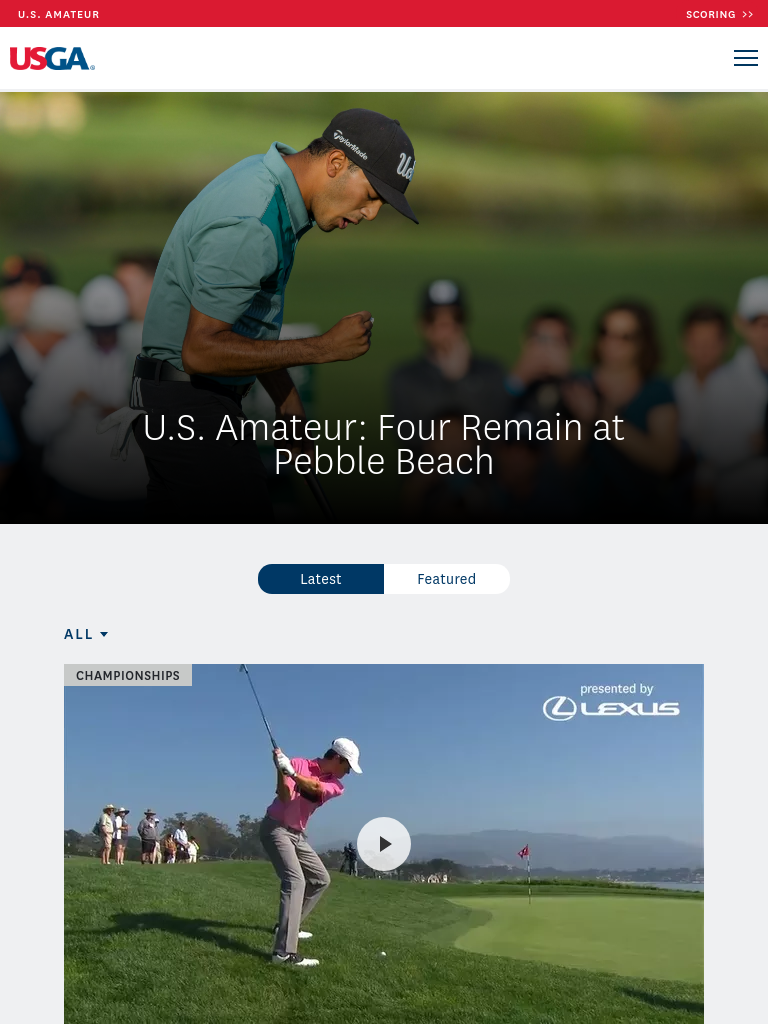 U.S. AMATEUR
SCORING >>
USGA®
TaylorMade
U.S. Amateur: Four Remain at
Pebble Beach
Latest
Featured
ALL
CHAMPIONSHIPS
presented by
LEXUS